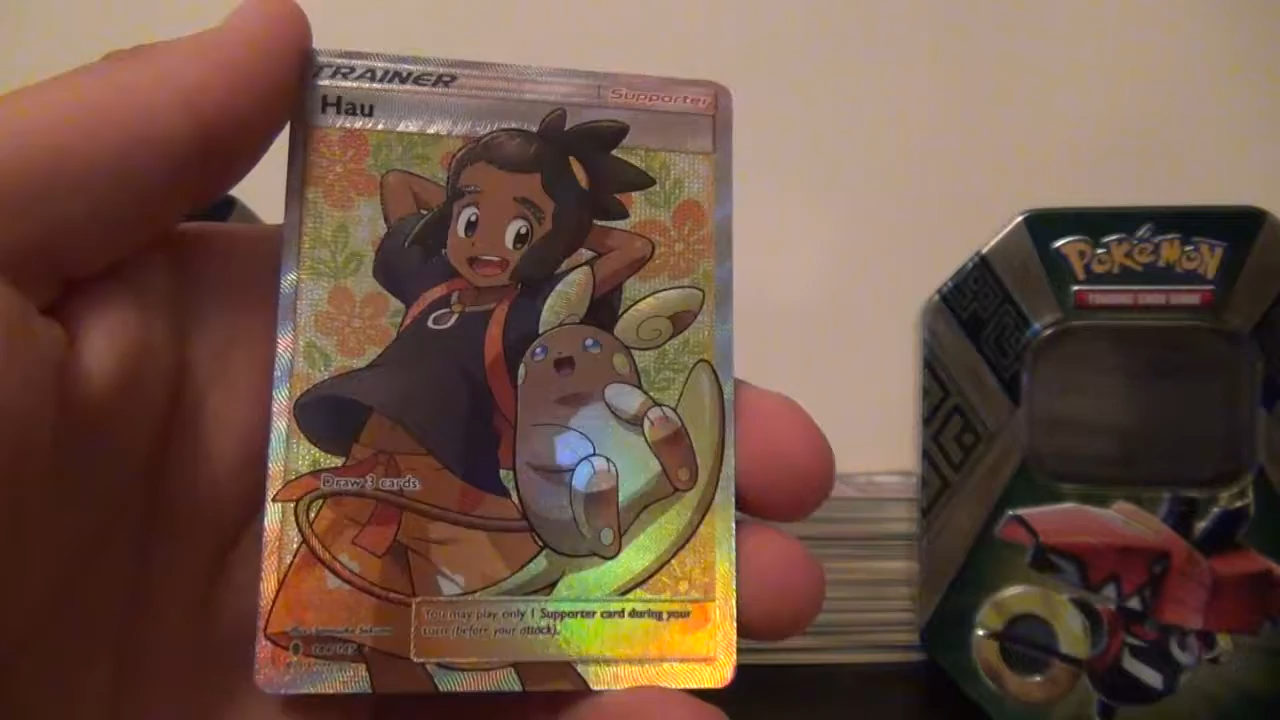 TRAINER
Supporter
Hau
Draw 3 cards.
You may play only 1 Supporter card during your
turn (before your attack).
POKéMON
TRADING CARD GAME